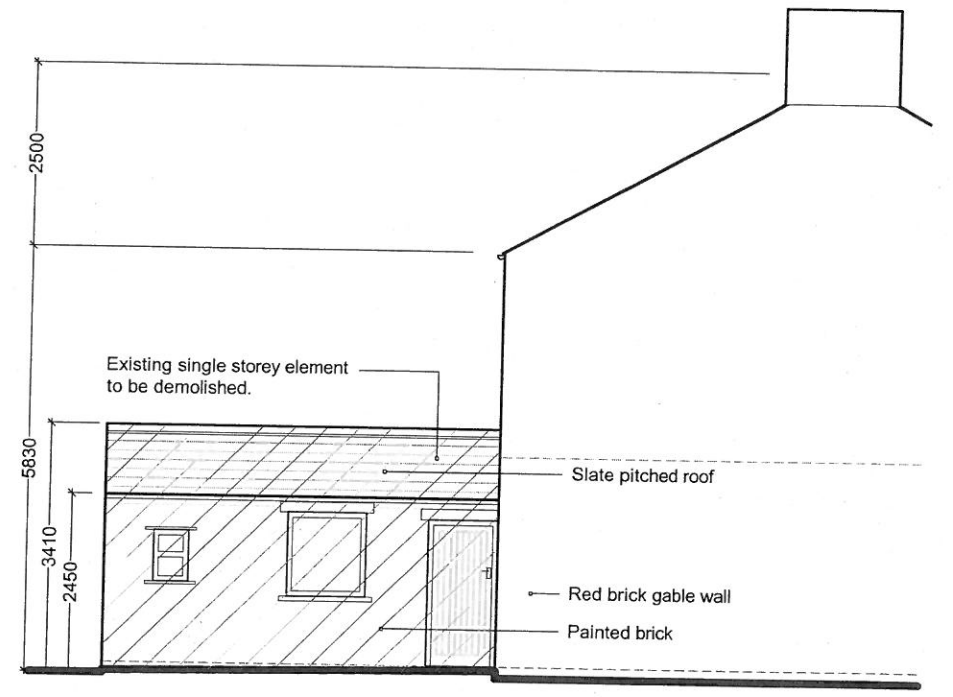 2500
Existing single storey element
to be demolished.
5830
3410
2450
Slate pitched roof
Red brick gable wall
Painted brick